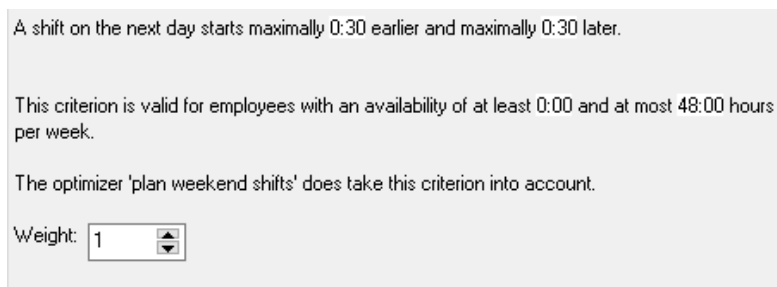 A shift on the next day starts maximally 0:30 earlier and maximally 0:30 later.
This criterion is valid for employees with an availability of at least 0:00 and at most 48:00 hours
per week.
The optimizer 'plan weekend shifts' does take this criterion into account.
Weight: 1